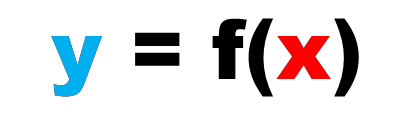 y = f(x)